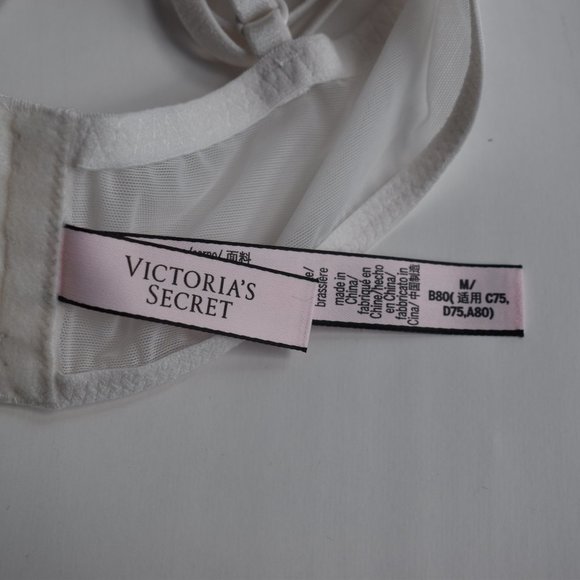 VICTORIA'S
SECRET
面料
brassière
made in
China/
fabriqué en
Chine/hecho
en China/
fabbricato in
Cina/ 中国制造
M/
B80( 适用 C75,
D75,A80)